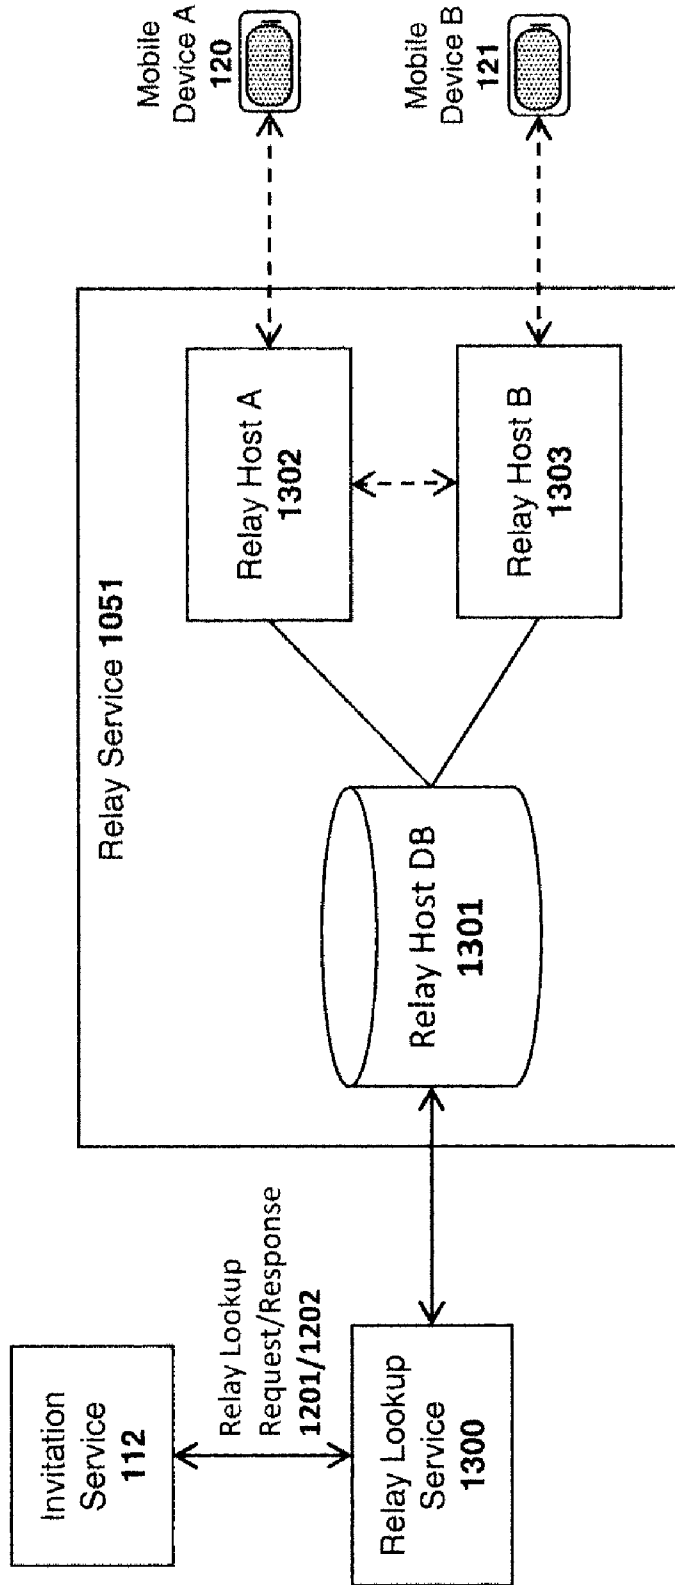 Invitation
Service
112
Relay Lookup
Request/Response
1201/1202
Relay Lookup
Service
1300
Relay Service 1051
Relay Host DB
1301
Relay Host A
1302
Relay Host B
1303
Mobile
Device A
120
Mobile
Device B
121